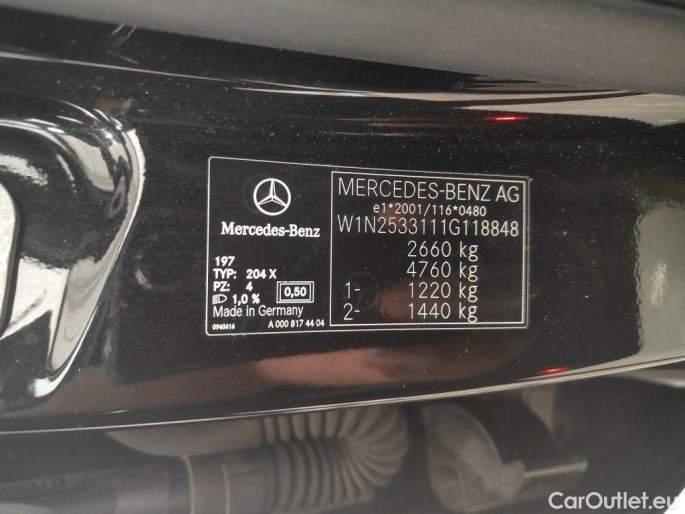 Mercedes-Benz
197
TYP: 204 X
PZ: 4
1,0 % 0,50
Made in Germany
0960616 A 000 817 44 04
MERCEDES-BENZ AG
e1*2001/116*0480
W1N2533111G118848
2660 kg
4760 kg
1- 1220 kg
2- 1440 kg
CarOutlet.eu